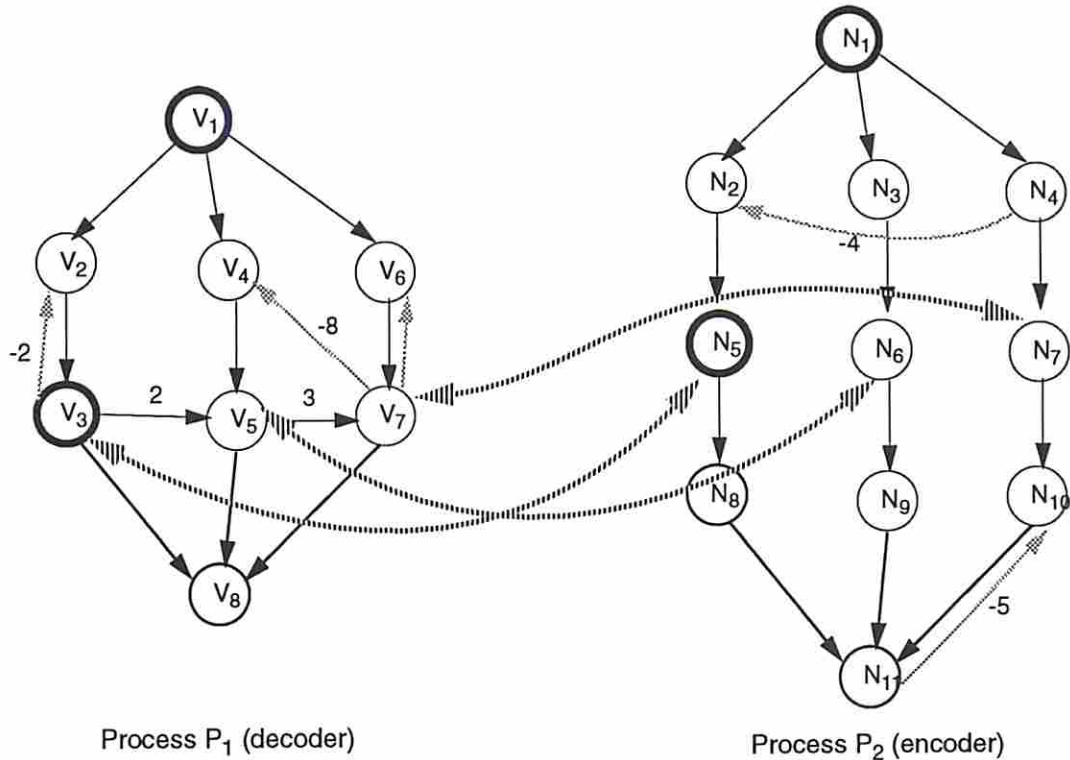 N1
V1
N2
N3
N4
-4
V2
V4
V6
-8
-2
N5
N6
N7
V3
2
V5
3
V7
N8
N9
N10
V8
-5
N11
Process P1 (decoder)
Process P2 (encoder)